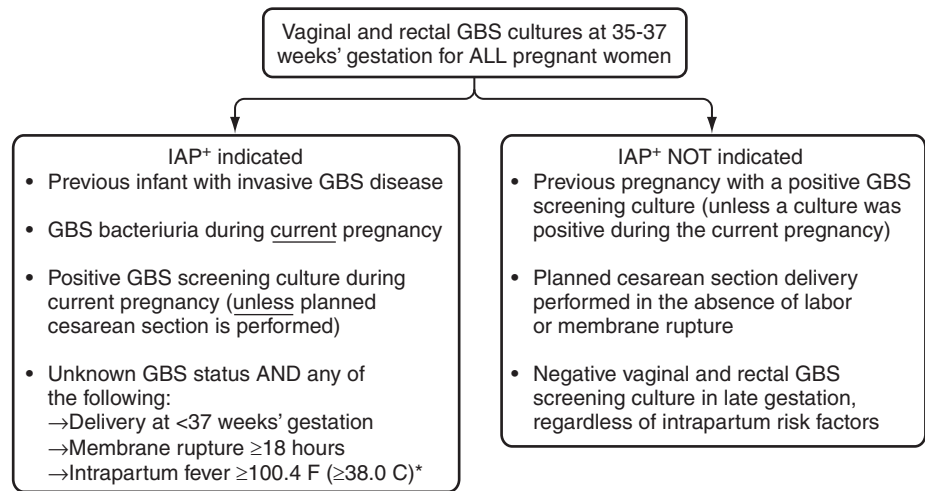 Vaginal and rectal GBS cultures at 35-37
weeks' gestation for ALL pregnant women
IAP+ indicated
• Previous infant with invasive GBS disease
• GBS bacteriuria during current pregnancy
• Positive GBS screening culture during
current pregnancy (unless planned
cesarean section is performed)
• Unknown GBS status AND any of
the following:
→Delivery at <37 weeks' gestation
→Membrane rupture ≥18 hours
→Intrapartum fever ≥100.4 F (≥38.0 C)*
IAP+ NOT indicated
• Previous pregnancy with a positive GBS
screening culture (unless a culture was
positive during the current pregnancy)
• Planned cesarean section delivery
performed in the absence of labor
or membrane rupture
• Negative vaginal and rectal GBS
screening culture in late gestation,
regardless of intrapartum risk factors